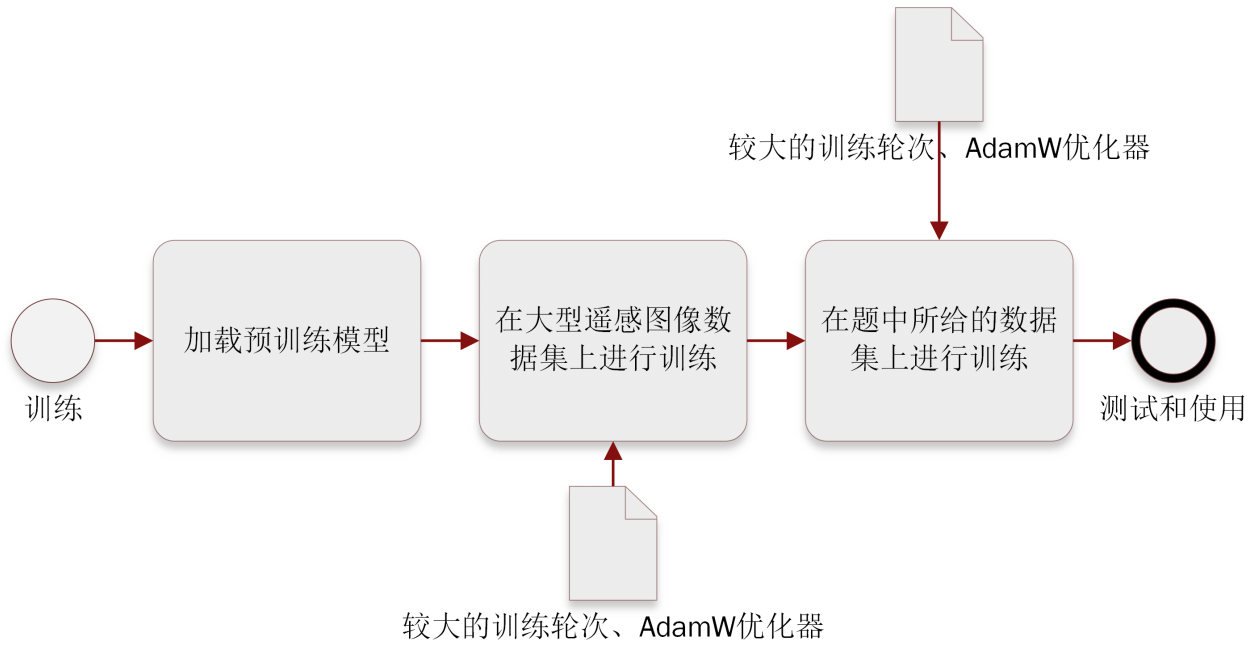 较大的训练轮次、AdamW优化器
训练
加载预训练模型
在大型遥感图像数
据集上进行训练
在题中所给的数据
集上进行训练
测试和使用
较大的训练轮次、AdamW优化器